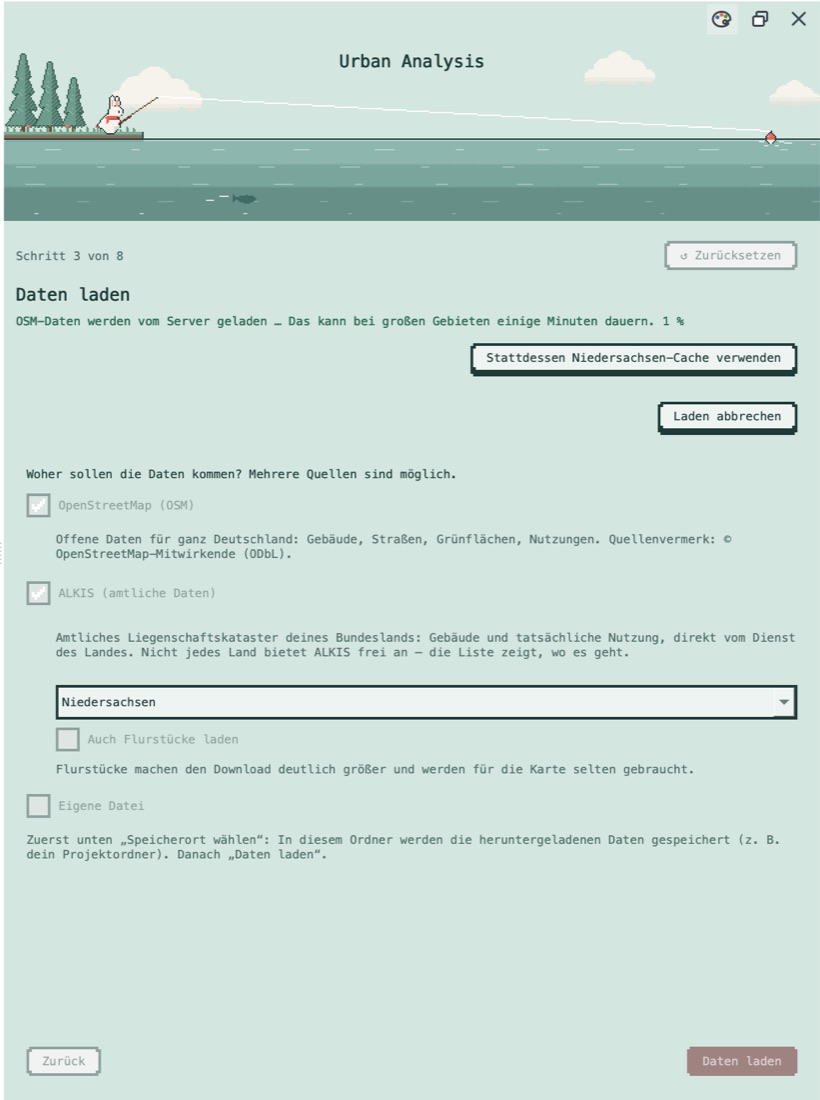 Urban Analysis
Schritt 3 von 8
↺ Zurücksetzen
Daten laden
OSM-Daten werden vom Server geladen … Das kann bei großen Gebieten einige Minuten dauern. 1 %
Stattdessen Niedersachsen-Cache verwenden
Laden abbrechen
Woher sollen die Daten kommen? Mehrere Quellen sind möglich.
OpenStreetMap (OSM)
Offene Daten für ganz Deutschland: Gebäude, Straßen, Grünflächen, Nutzungen. Quellenvermerk: ©
OpenStreetMap-Mitwirkende (ODbL).
ALKIS (amtliche Daten)
Amtliches Liegenschaftskataster deines Bundeslands: Gebäude und tatsächliche Nutzung, direkt vom Dienst
des Landes. Nicht jedes Land bietet ALKIS frei an – die Liste zeigt, wo es geht.
Niedersachsen
Auch Flurstücke laden
Flurstücke machen den Download deutlich größer und werden für die Karte selten gebraucht.
Eigene Datei
Zuerst unten „Speicherort wählen“: In diesem Ordner werden die heruntergeladenen Daten gespeichert (z. B.
dein Projektordner). Danach „Daten laden“.
Zurück
Daten laden